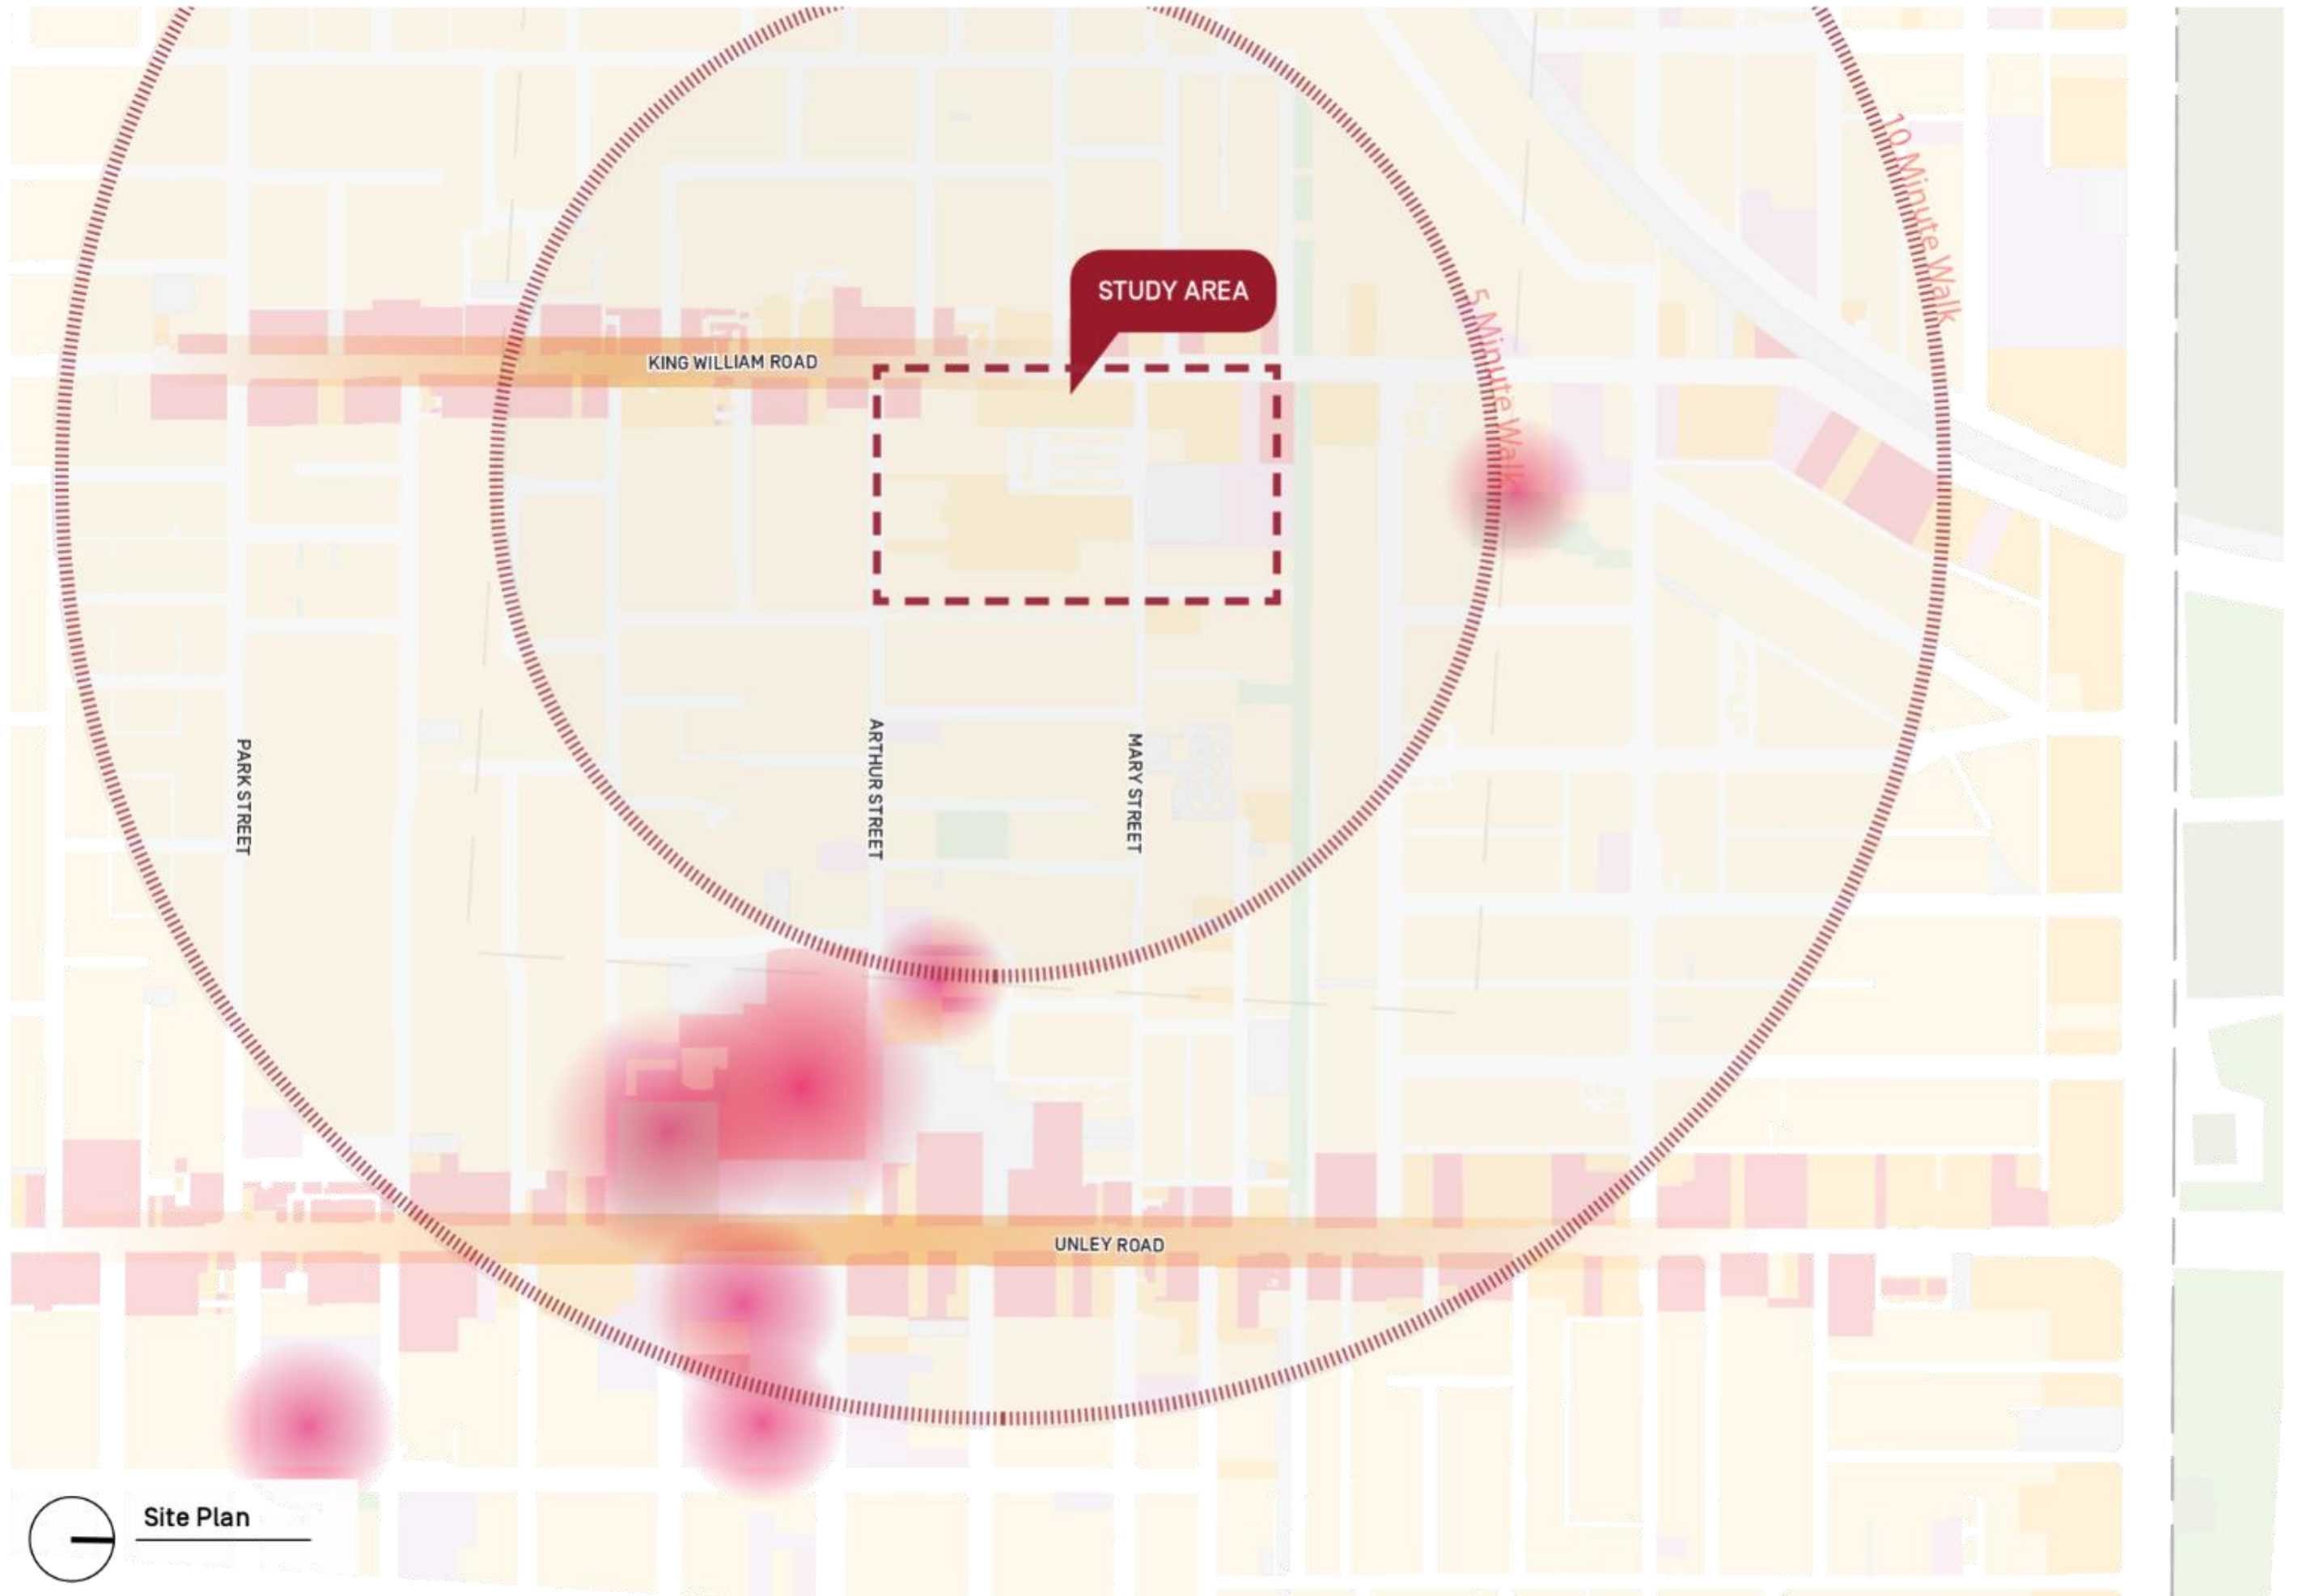 10 Minute Walk
STUDY AREA
5 Minute Walk
KING WILLIAM ROAD
PARK STREET
ARTHUR STREET
MARY STREET
UNLEY ROAD
Site Plan